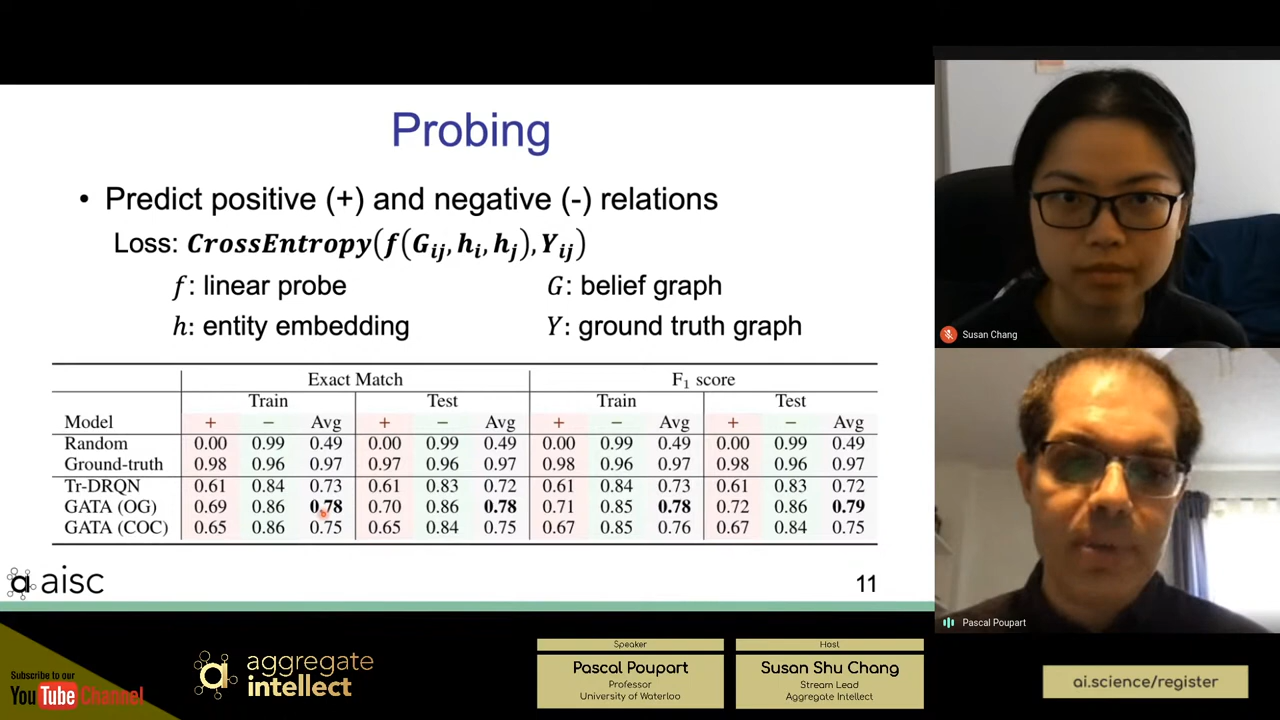 Probing
• Predict positive (+) and negative (-) relations
Loss: CrossEntropy(f(G_ij, h_i, h_j), Y_ij)
f: linear probe G: belief graph
h: entity embedding Y: ground truth graph
Exact Match F1 score
Train Test Train Test
Model + − Avg + − Avg + − Avg + − Avg
Random 0.00 0.99 0.49 0.00 0.99 0.49 0.00 0.99 0.49 0.00 0.99 0.49
Ground-truth 0.98 0.96 0.97 0.97 0.96 0.97 0.98 0.96 0.97 0.98 0.96 0.97
Tr-DRQN 0.61 0.84 0.73 0.61 0.83 0.72 0.61 0.84 0.73 0.61 0.83 0.72
GATA (OG) 0.69 0.86 0.78 0.70 0.86 0.78 0.71 0.85 0.78 0.72 0.86 0.79
GATA (COC) 0.65 0.86 0.75 0.65 0.84 0.75 0.67 0.84 0.76 0.67 0.84 0.75
a aisc 11
Susan Chang
Pascal Poupart
Subscribe to our
YouTube Channel
a aggregate
intellect
Speaker
Pascal Poupart
Professor
University of Waterloo
Host
Susan Shu Chang
Stream Lead
Aggregate Intellect
ai.science/register